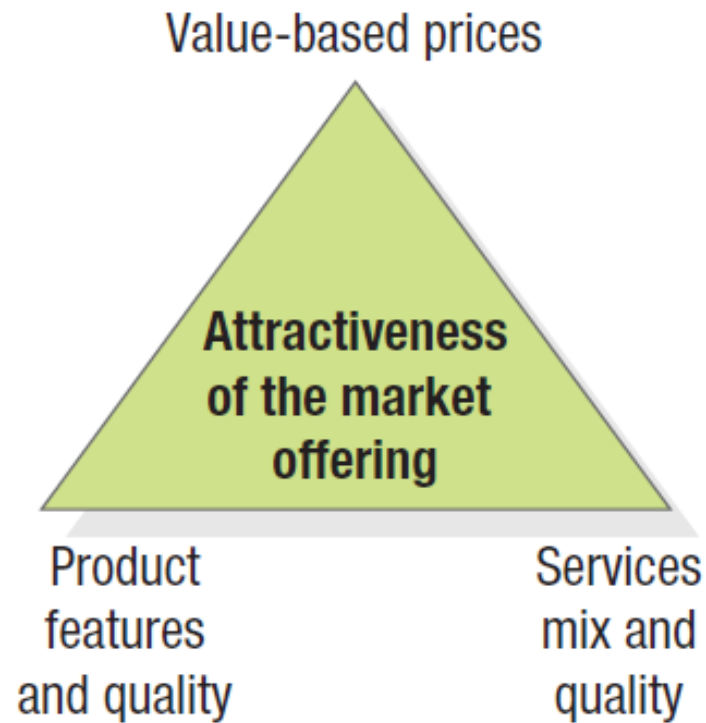 Value-based prices
Attractiveness
of the market
offering
Product
features
and quality
Services
mix and
quality